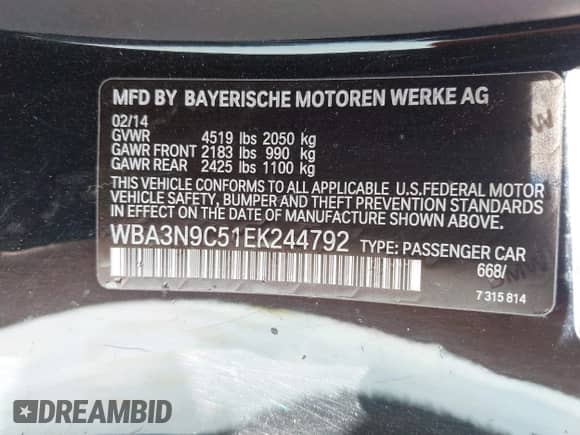 MFD BY BAYERISCHE MOTOREN WERKE AG
02/14
GVWR 4519 lbs 2050 kg
GAWR FRONT 2183 lbs 990 kg
GAWR REAR 2425 lbs 1100 kg
THIS VEHICLE CONFORMS TO ALL APPLICABLE U.S.FEDERAL MOTOR
VEHICLE SAFETY, BUMPER AND THEFT PREVENTION STANDARDS
IN EFFECT ON THE DATE OF MANUFACTURE SHOWN ABOVE.
WBA3N9C51EK244792 TYPE: PASSENGER CAR
668/
7 315 814
BMW
BMW
DREAMBID